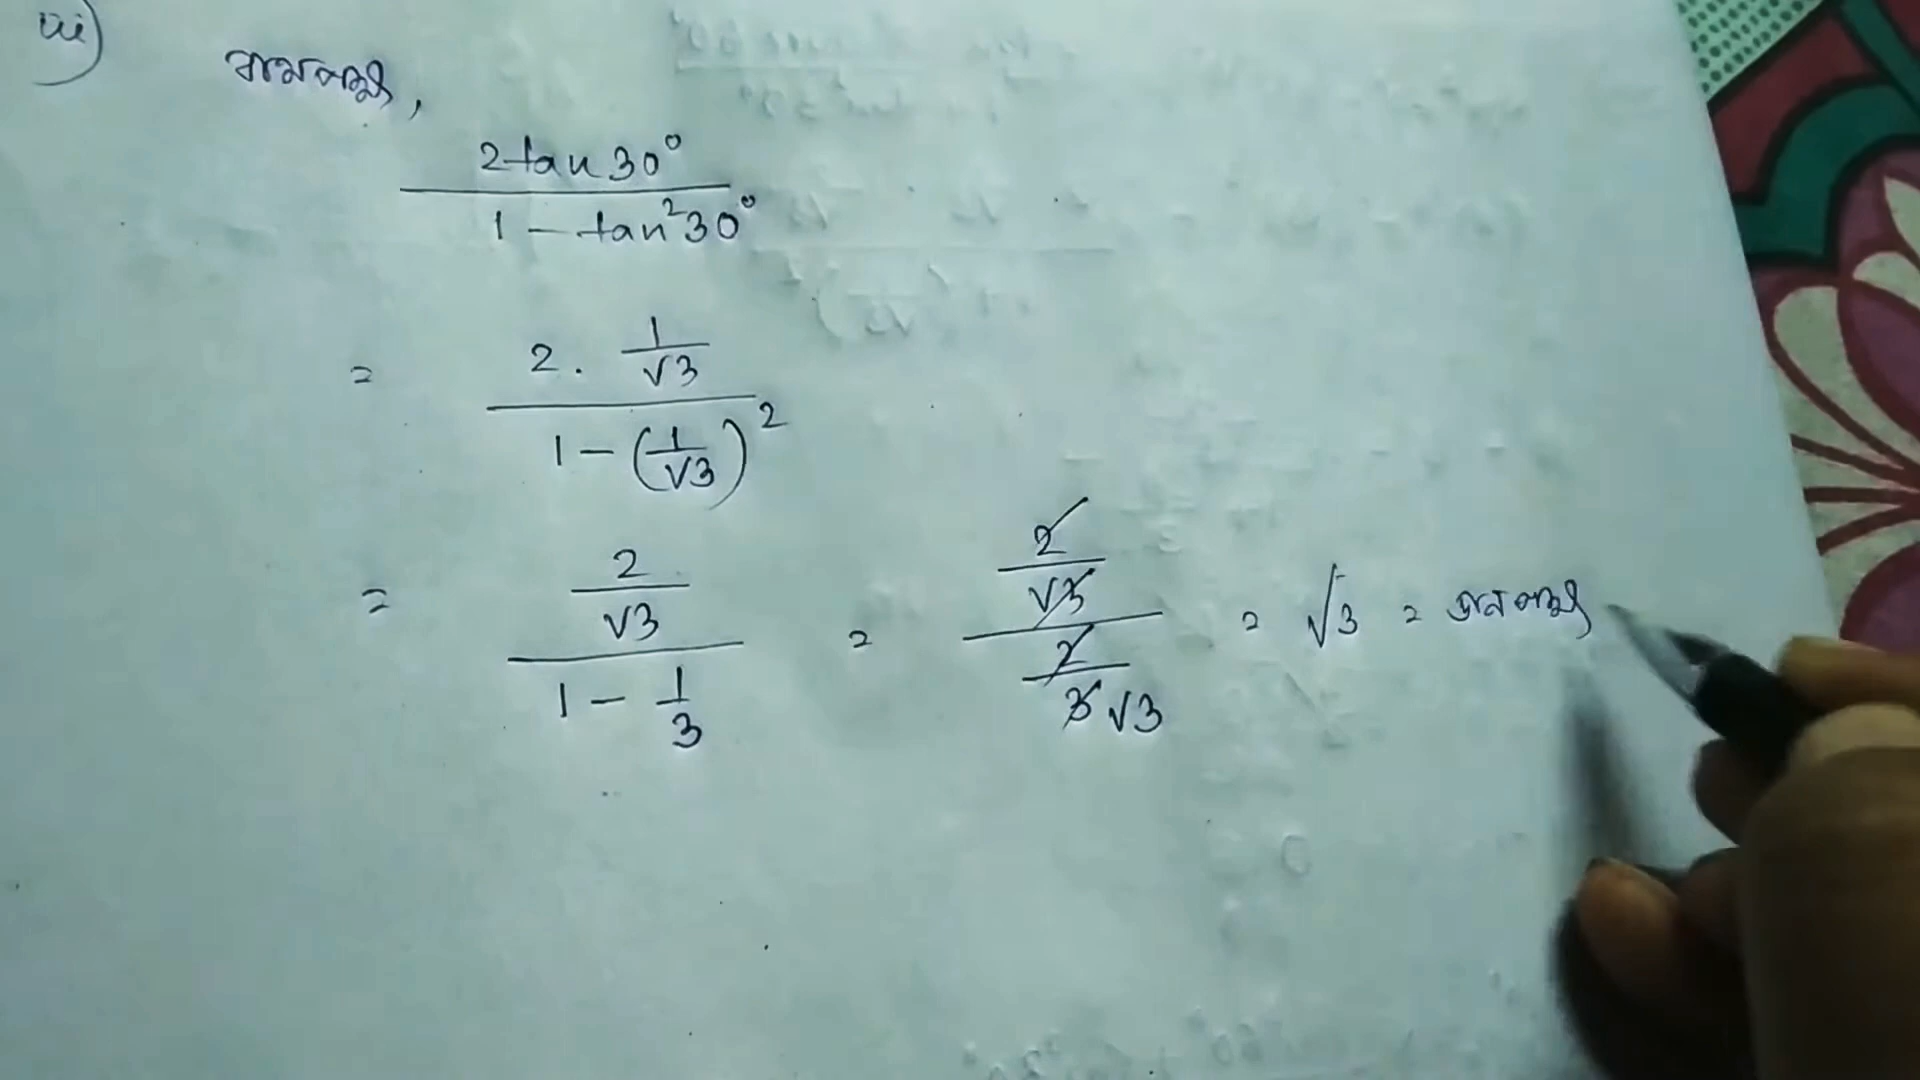 iii)
বামপক্ষ,
2tan30°
1 - tan²30°
= 2 . 1/√3
1 - (1/√3)²
= 2/√3 = 2/√3 = √3 = ডানপক্ষ
1 - 1/3 2/3 √3